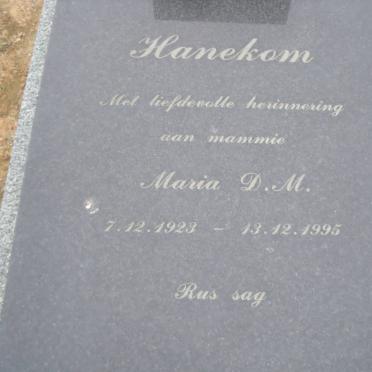 Hanekom
Met liefdevolle herinnering
aan mammie
Maria D.M.
7.12.1923 - 13.12.1995
Rus sag